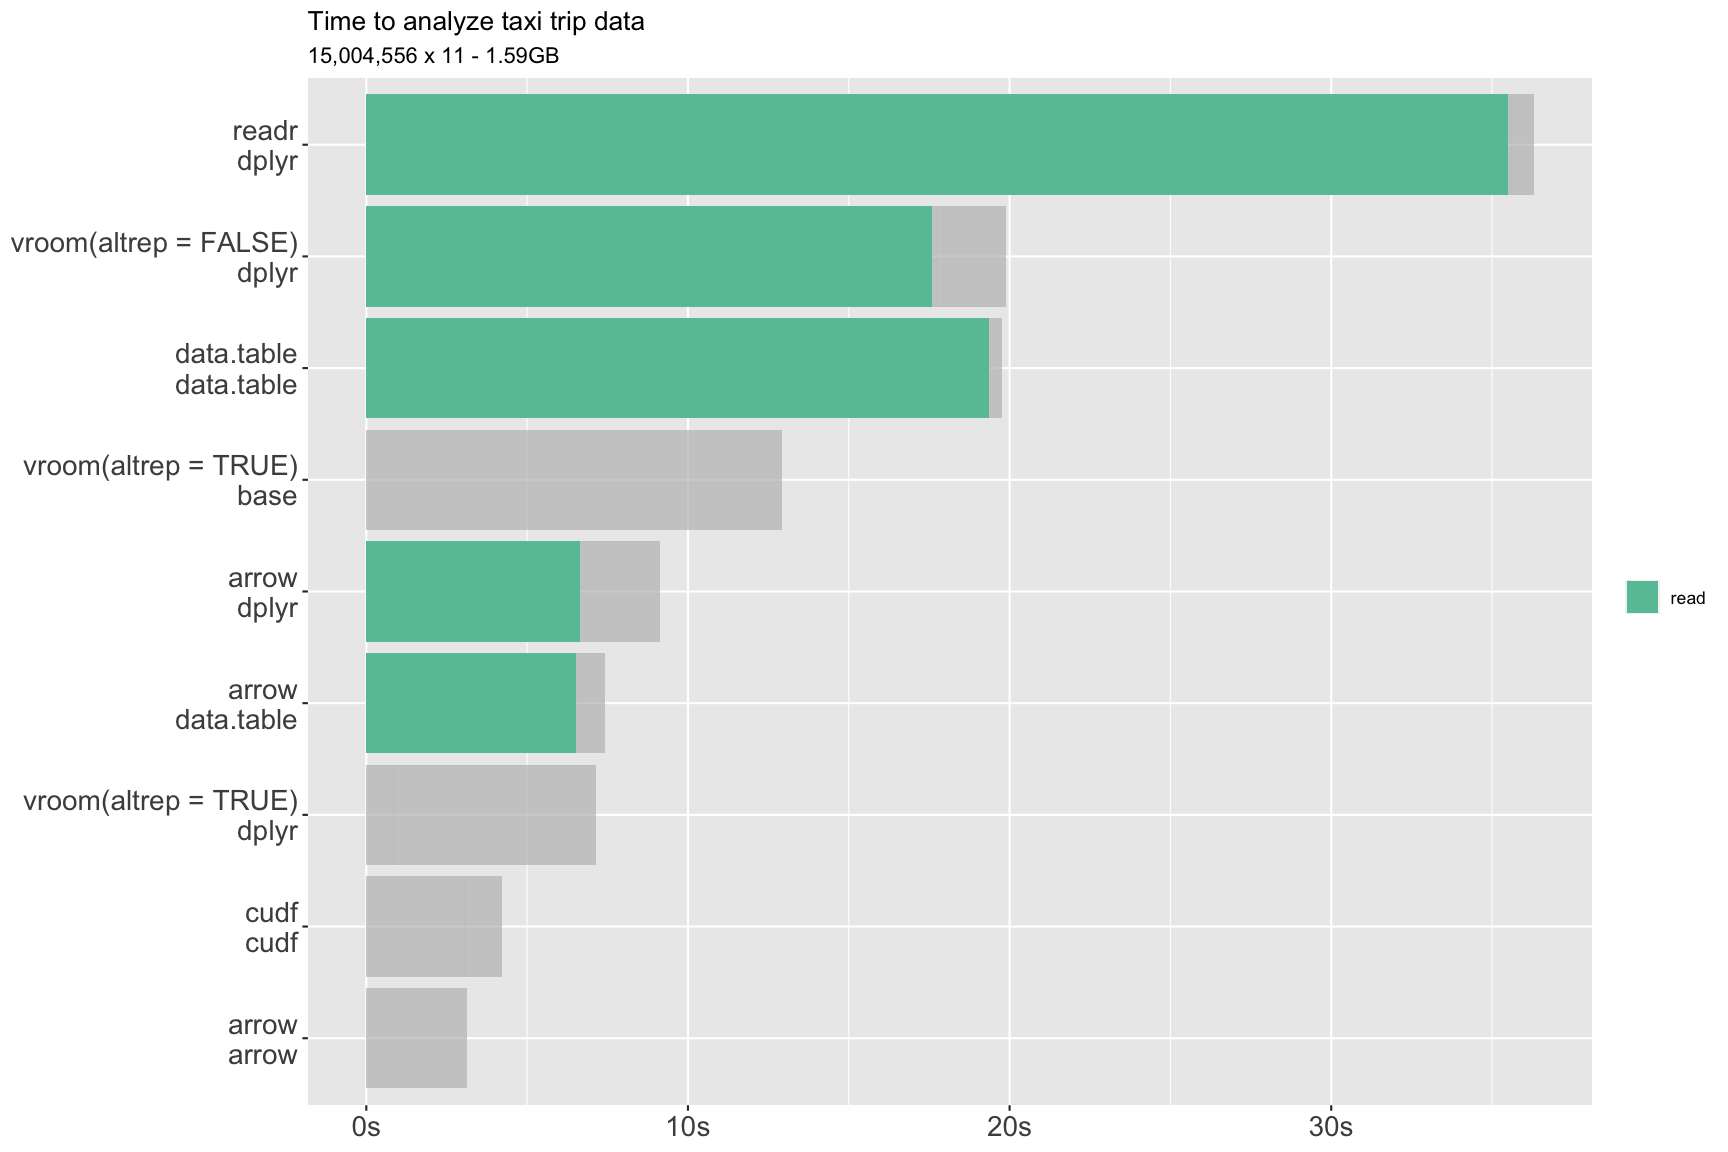 Time to analyze taxi trip data
15,004,556 x 11 - 1.59GB
readr
dplyr
vroom(altrep = FALSE)
dplyr
data.table
data.table
vroom(altrep = TRUE)
base
arrow
dplyr
arrow
data.table
vroom(altrep = TRUE)
dplyr
cudf
cudf
arrow
arrow
read
0s 10s 20s 30s